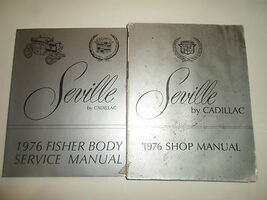 Seville
by CADILLAC
1976 FISHER BODY
SERVICE MANUAL
Seville
by CADILLAC
1976 SHOP MANUAL